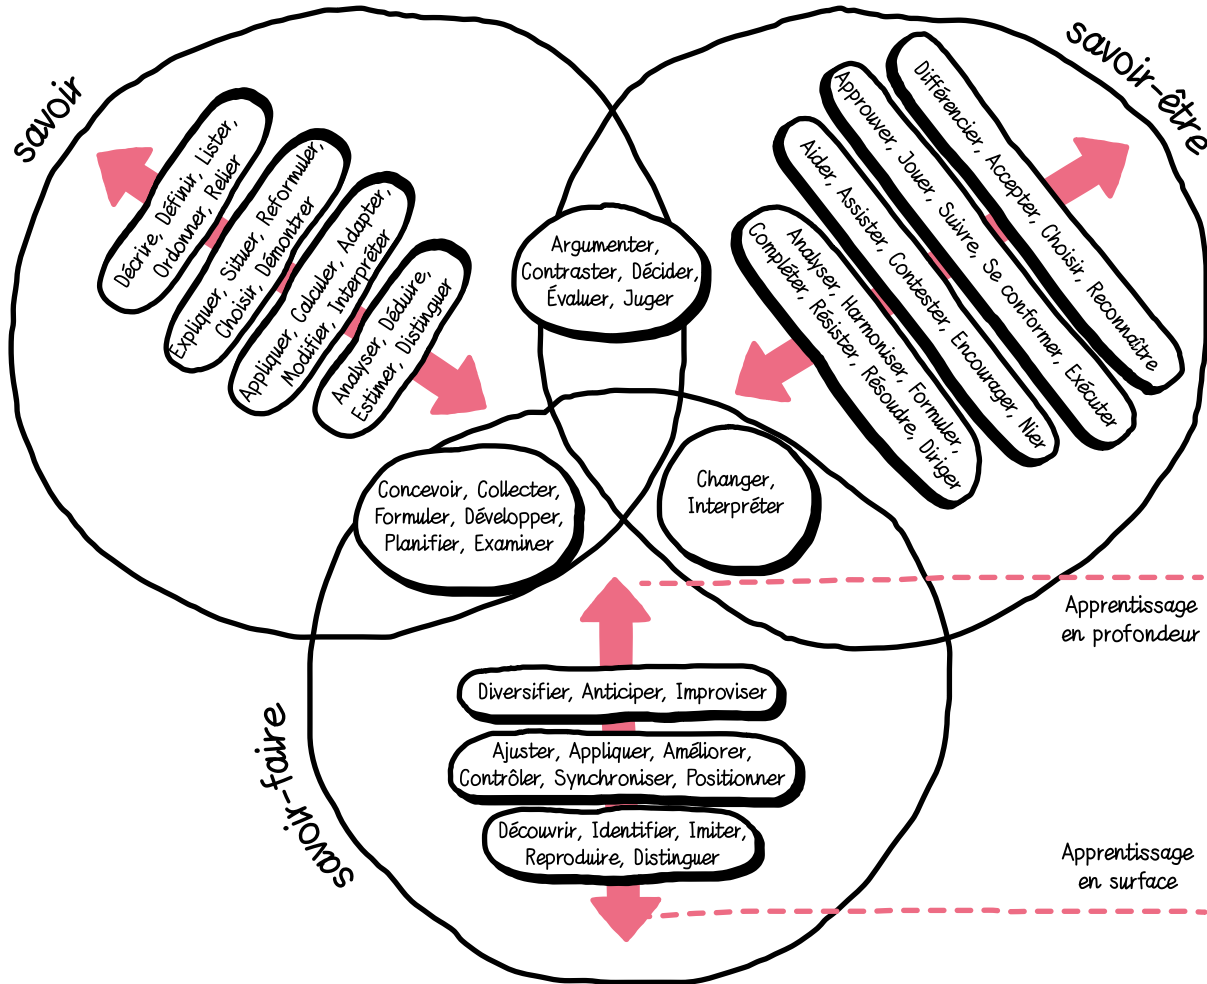 savoir
Décrire, Définir, Lister,
Ordonner, Relier
Expliquer, Situer, Reformuler,
Choisir, Démontrer
Appliquer, Calculer, Adapter,
Modifier, Interpréter
Analyser, Déduire,
Estimer, Distinguer
savoir-être
Différencier, Accepter, Choisir, Reconnaître
Approuver, Jouer, Suivre, Se conformer, Exécuter
Aider, Assister, Contester, Encourager, Nier
Analyser, Harmoniser, Formuler,
Compléter, Résister, Résoudre, Diriger
Argumenter,
Contraster, Décider,
Évaluer, Juger
Concevoir, Collecter,
Formuler, Développer,
Planifier, Examiner
Changer,
Interpréter
Apprentissage
en profondeur
savoir-faire
Diversifier, Anticiper, Improviser
Ajuster, Appliquer, Améliorer,
Contrôler, Synchroniser, Positionner
Découvrir, Identifier, Imiter,
Reproduire, Distinguer
Apprentissage
en surface